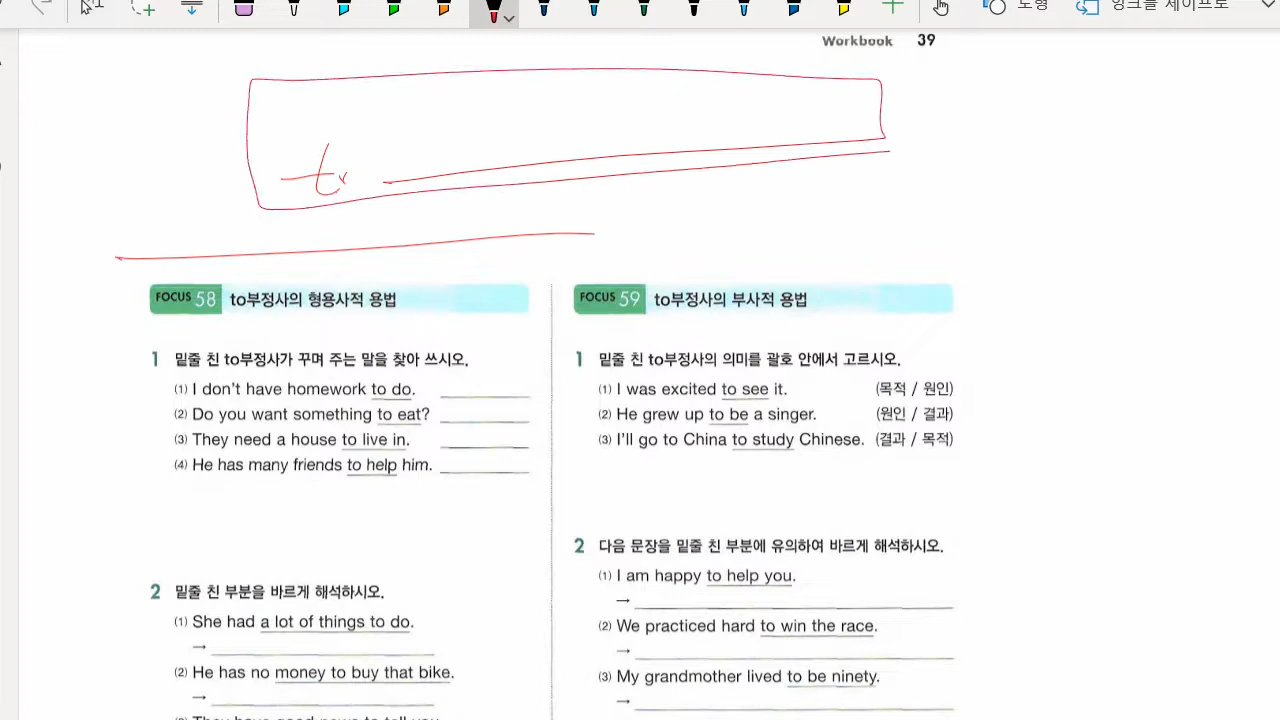 도형
잉크를 셰이프로
Workbook 39
FOCUS 58 to부정사의 형용사적 용법
1 밑줄 친 to부정사가 꾸며 주는 말을 찾아 쓰시오.
(1) I don't have homework to do.
(2) Do you want something to eat?
(3) They need a house to live in.
(4) He has many friends to help him.
2 밑줄 친 부분을 바르게 해석하시오.
(1) She had a lot of things to do.
→
(2) He has no money to buy that bike.
→
FOCUS 59 to부정사의 부사적 용법
1 밑줄 친 to부정사의 의미를 괄호 안에서 고르시오.
(1) I was excited to see it. (목적 / 원인)
(2) He grew up to be a singer. (원인 / 결과)
(3) I'll go to China to study Chinese. (결과 / 목적)
2 다음 문장을 밑줄 친 부분에 유의하여 바르게 해석하시오.
(1) I am happy to help you.
→
(2) We practiced hard to win the race.
→
(3) My grandmother lived to be ninety.
→